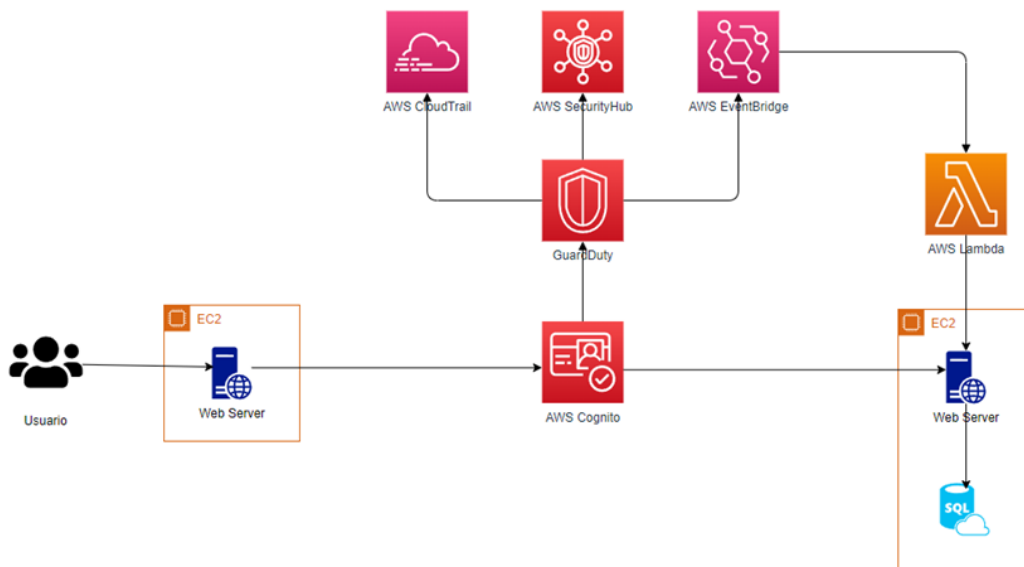 AWS CloudTrail
AWS SecurityHub
AWS EventBridge
GuardDuty
AWS Lambda
EC2
EC2
Usuario
Web Server
AWS Cognito
Web Server
SQL